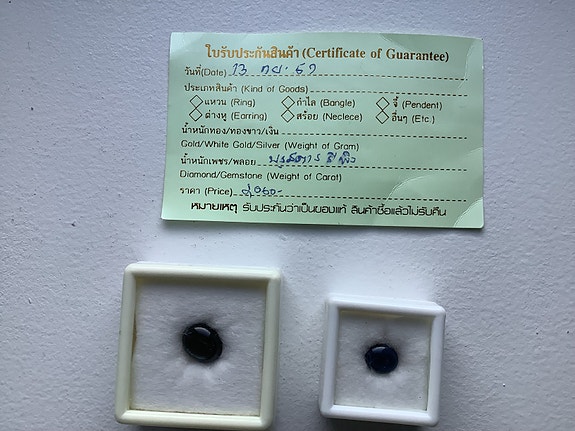 ใบรับประกันสินค้า (Certificate of Guarantee)
วันที่(Date) 13 กย. 67
ประเภทสินค้า (Kind of Goods)
แหวน (Ring) กำไล (Bangle) จี้ (Pendent)
ต่างหู (Earring) สร้อย (Neclece) อื่นๆ (Etc.)
น้ำหนักทอง/ทองขาว/เงิน
Gold/White Gold/Silver (Weight of Gram)
น้ำหนักเพชร/พลอย
Diamond/Gemstone (Weight of Carat)
ราคา (Price)
หมายเหตุ รับประกันว่าเป็นของแท้ สินค้าซื้อแล้วไม่รับคืน